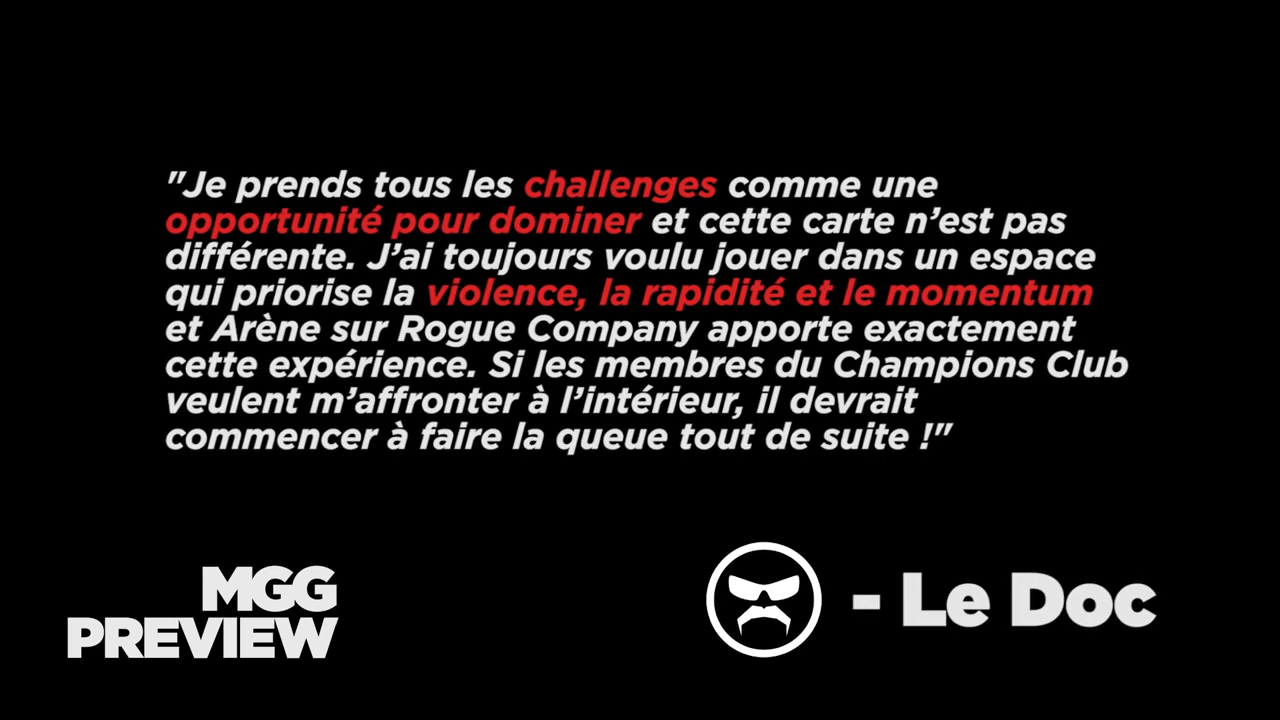 "Je prends tous les challenges comme une
opportunité pour dominer et cette carte n’est pas
différente. J’ai toujours voulu jouer dans un espace
qui priorise la violence, la rapidité et le momentum
et Arène sur Rogue Company apporte exactement
cette expérience. Si les membres du Champions Club
veulent m’affronter à l’intérieur, il devrait
commencer à faire la queue tout de suite !"
MGG
PREVIEW
- Le Doc